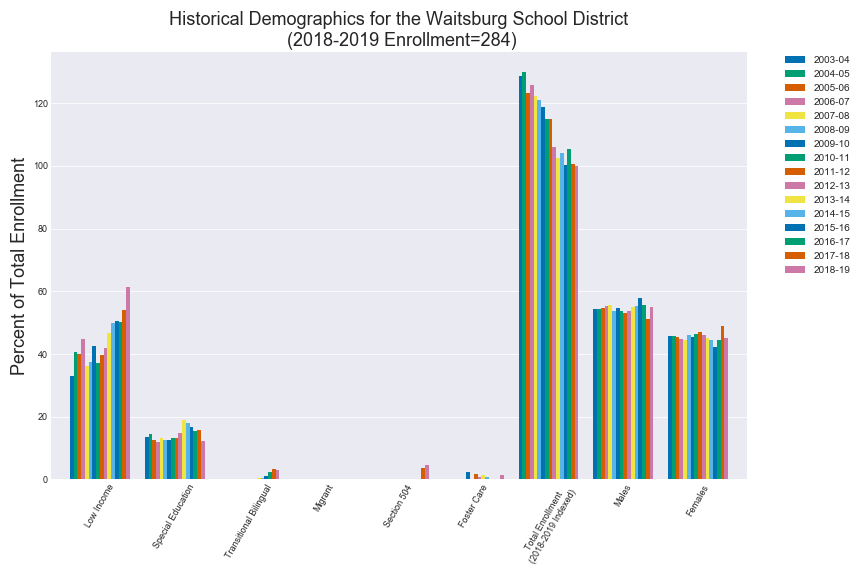 Historical Demographics for the Waitsburg School District
(2018-2019 Enrollment=284)
Percent of Total Enrollment
120
100
80
60
40
20
0
Low Income
Special Education
Transitional Bilingual
Migrant
Section 504
Foster Care
Total Enrollment
(2018-2019 Indexed)
Males
Females
2003-04
2004-05
2005-06
2006-07
2007-08
2008-09
2009-10
2010-11
2011-12
2012-13
2013-14
2014-15
2015-16
2016-17
2017-18
2018-19